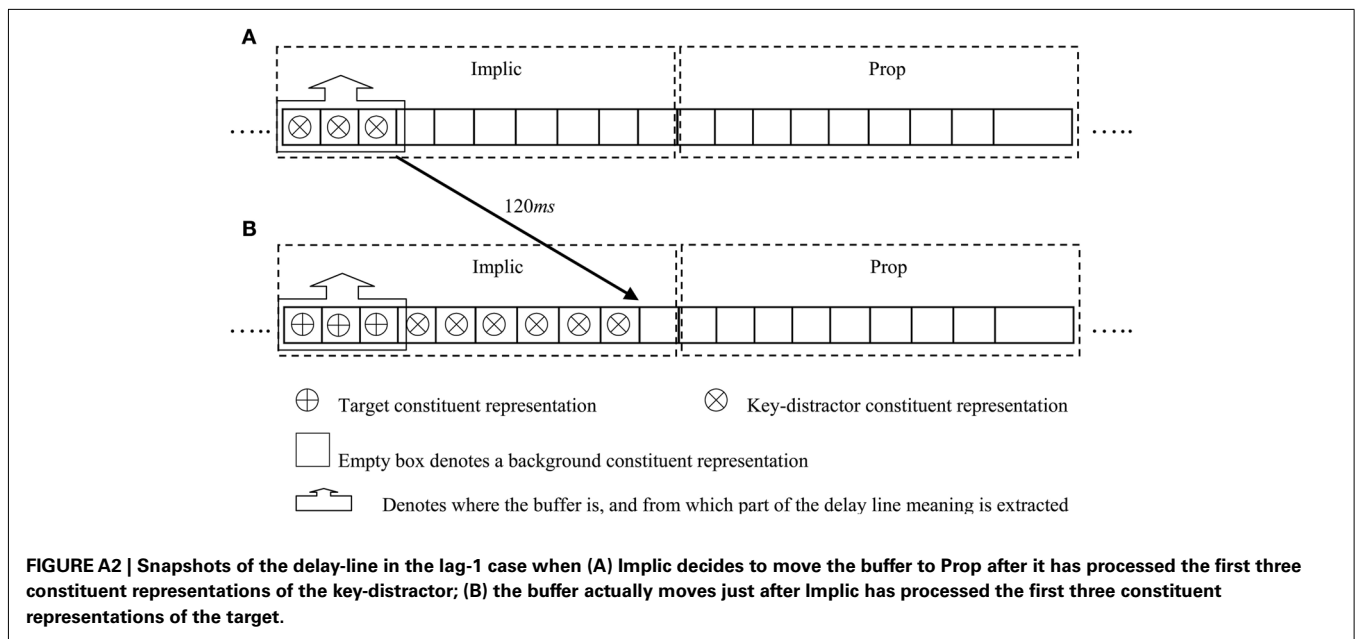 A
Implic Prop
..... .....
120ms
B
Implic Prop
..... .....
Target constituent representation Key-distractor constituent representation
Empty box denotes a background constituent representation
Denotes where the buffer is, and from which part of the delay line meaning is extracted
FIGURE A2 | Snapshots of the delay-line in the lag-1 case when (A) Implic decides to move the buffer to Prop after it has processed the first three
constituent representations of the key-distractor; (B) the buffer actually moves just after Implic has processed the first three constituent
representations of the target.